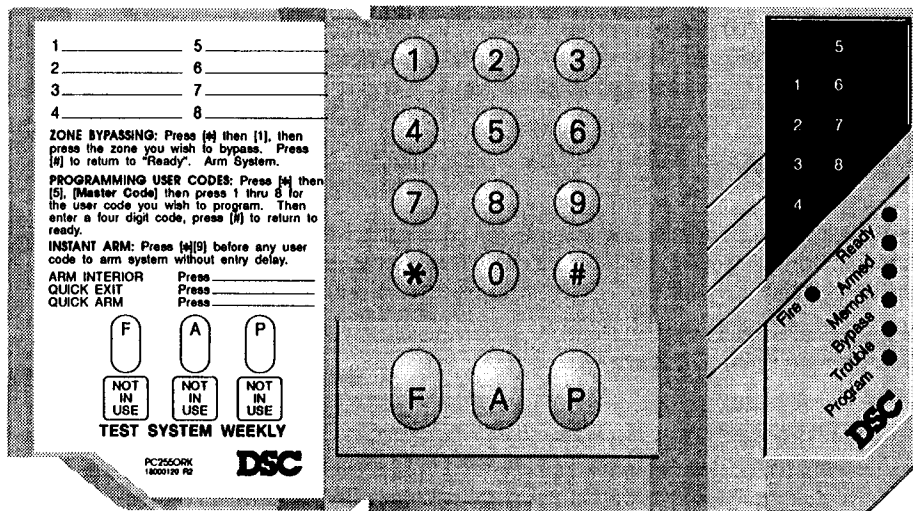 1 5
2 6
3 7
4 8
ZONE BYPASSING: Press [*] then [1], then
press the zone you wish to bypass. Press
[#] to return to "Ready". Arm System.
PROGRAMMING USER CODES: Press [*] then
[5], [Master Code] then press 1 thru 8 for
the user code you wish to program. Then
enter a four digit code, press [#] to return to
ready.
INSTANT ARM: Press [*][9] before any user
code to arm system without entry delay.
ARM INTERIOR Press
QUICK EXIT Press
QUICK ARM Press
F A P
NOT IN USE
NOT IN USE
NOT IN USE
TEST SYSTEM WEEKLY
PC2550RK
18000129 R2
DSC
1 2 3
4 5 6
7 8 9
* 0 #
F A P
5
1 6
2 7
3 8
4
Ready
Armed
Memory
Bypass
Trouble
Program
Fire
DSC